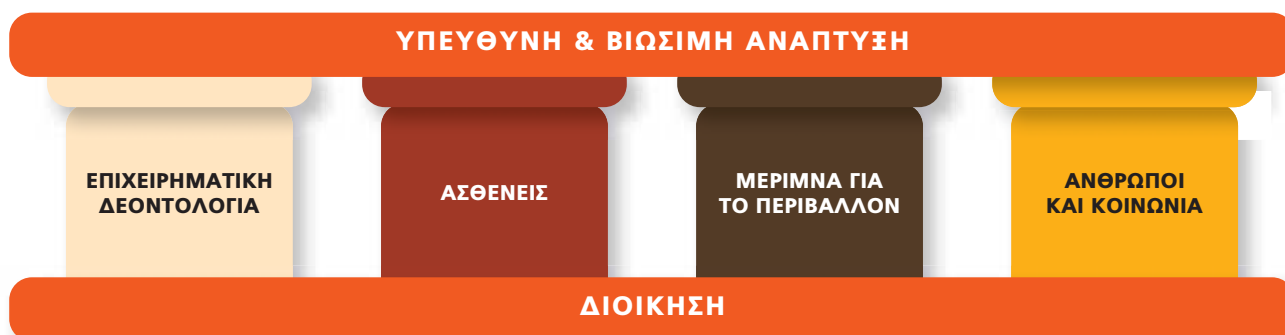 ΥΠΕΥΘΥΝΗ & ΒΙΩΣΙΜΗ ΑΝΑΠΤΥΞΗ
ΕΠΙΧΕΙΡΗΜΑΤΙΚΗ
ΔΕΟΝΤΟΛΟΓΙΑ
ΑΣΘΕΝΕΙΣ
ΜΕΡΙΜΝΑ ΓΙΑ
ΤΟ ΠΕΡΙΒΑΛΛΟΝ
ΑΝΘΡΩΠΟΙ
ΚΑΙ ΚΟΙΝΩΝΙΑ
ΔΙΟΙΚΗΣΗ